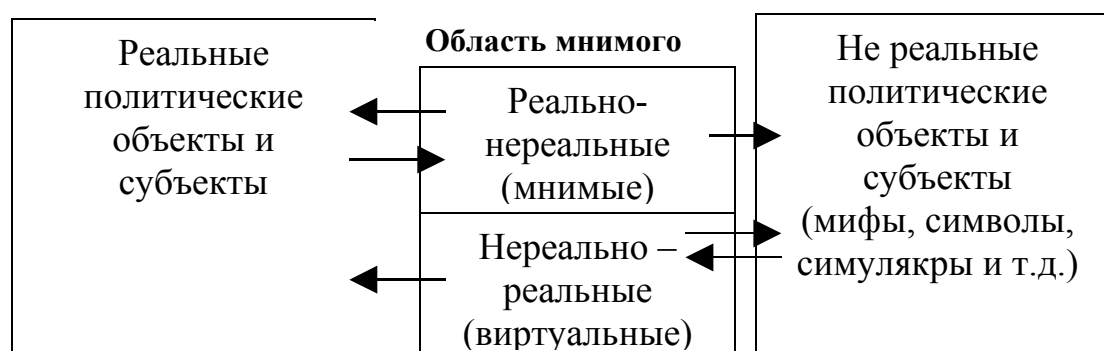 Реальные
политические
объекты и
субъекты
Область мнимого
Реально-
нереальные
(мнимые)
Нереально –
реальные
(виртуальные)
Не реальные
политические
объекты и
субъекты
(мифы, символы,
симулякры и т.д.)